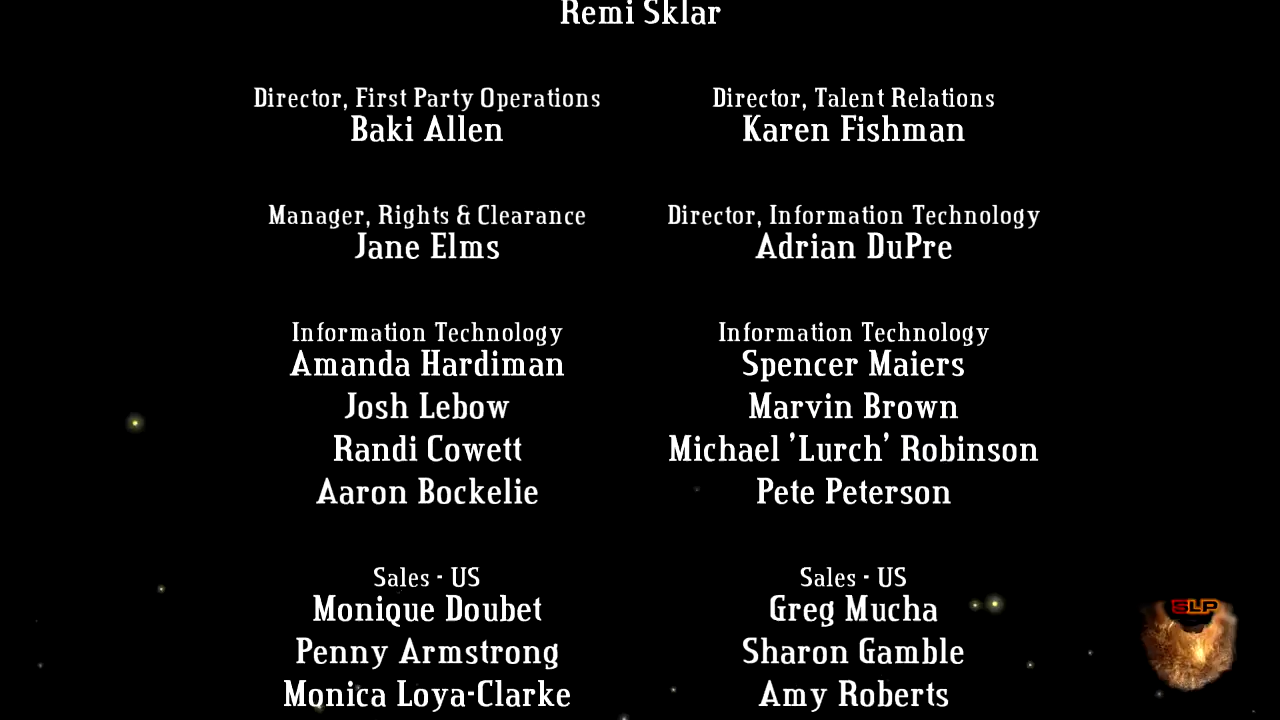 Remi Sklar
Director, First Party Operations
Baki Allen
Director, Talent Relations
Karen Fishman
Manager, Rights & Clearance
Jane Elms
Director, Information Technology
Adrian DuPre
Information Technology
Amanda Hardiman
Josh Lebow
Randi Cowett
Aaron Bockelie
Information Technology
Spencer Maiers
Marvin Brown
Michael 'Lurch' Robinson
Pete Peterson
Sales - US
Monique Doubet
Penny Armstrong
Monica Loya-Clarke
Sales - US
Greg Mucha
Sharon Gamble
Amy Roberts
SLP